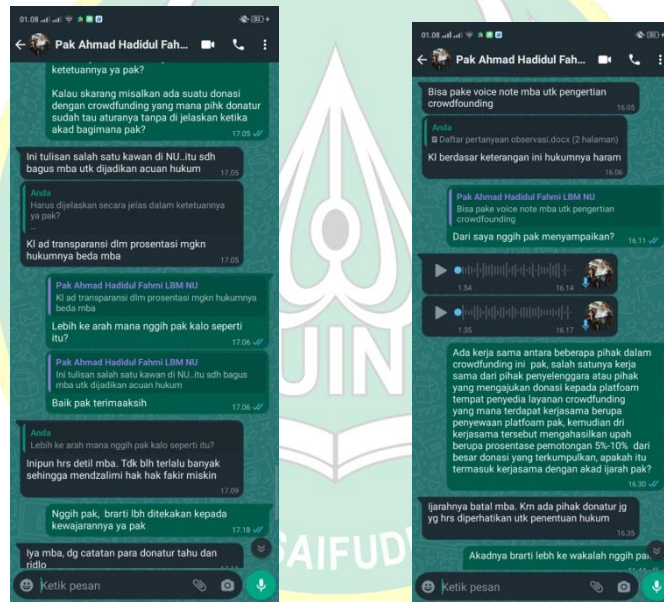 01.08
Pak Ahmad Hadidul Fah...
ketetuannya ya pak?
Kalau skarang misalkan ada suatu donasi
dengan crowdfunding yang mana pihk donatur
sudah tau aturanya tanpa di jelaskan ketika
akad bagaimana pak?
17.05
Ini tulisan salah satu kawan di NU..itu sdh
bagus mba utk dijadikan acuan hukum
17.05
Anda
Harus dijelaskan secara jelas dalam ketetuannya
ya pak?
...
Kl ad transparansi dlm prosentasi mgkn
hukumnya beda mba
17.05
Pak Ahmad Hadidul Fahmi LBM NU
Kl ad transparansi dlm prosentasi mgkn hukumnya
beda mba
Lebih ke arah mana nggih pak kalo seperti
itu?
17.06
Pak Ahmad Hadidul Fahmi LBM NU
Ini tulisan salah satu kawan di NU..itu sdh bagus
mba utk dijadikan acuan hukum
Baik pak terimaaksih
17.06
Anda
Lebih ke arah mana nggih pak kalo seperti itu?
Inipun hrs detil mba. Tdk blh terlalu banyak
sehingga mendzalimi hak hak fakir miskin
17.09
Nggih pak, brarti lbh ditekakan kepada
kewajarannya ya pak
17.18
Iya mba, dg catatan para donatur tahu dan
ridlo
Ketik pesan
01.08
Pak Ahmad Hadidul Fah...
Bisa pake voice note mba utk pengertian
crowdfounding
16.05
Anda
Daftar pertanyaan observasi.docx (2 halaman)
Kl berdasar keterangan ini hukumnya haram
16.06
Pak Ahmad Hadidul Fahmi LBM NU
Bisa pake voice note mba utk pengertian
crowdfounding
Dari saya nggih pak menyampaikan?
16.11
1.54
16.14
1.35
16.17
Ada kerja sama antara beberapa pihak dalam
crowdfunding ini pak, salah satunya kerja
sama dari pihak penyelenggara atau pihak
yang mengajukan donasi kepada platfoam
tempat penyedia layanan crowdfunding
yang mana terdapat kerjasama berupa
penyewaan platfoam pak, kemudian dri
kerjasama tersebut mengahasilkan upah
berupa prosentase pemotongan 5%-10% dari
besar donasi yang terkumpulkan, apakah itu
termasuk kerjasama dengan akad ijarah pak?
16.30
Ijarahnya batal mba. Krn ada pihak donatur jg
yg hrs diperhatikan utk penentuan hukum
16.35
Akadnya brarti lebh ke wakalah nggih pak
Ketik pesan
UIN
SAIFUD